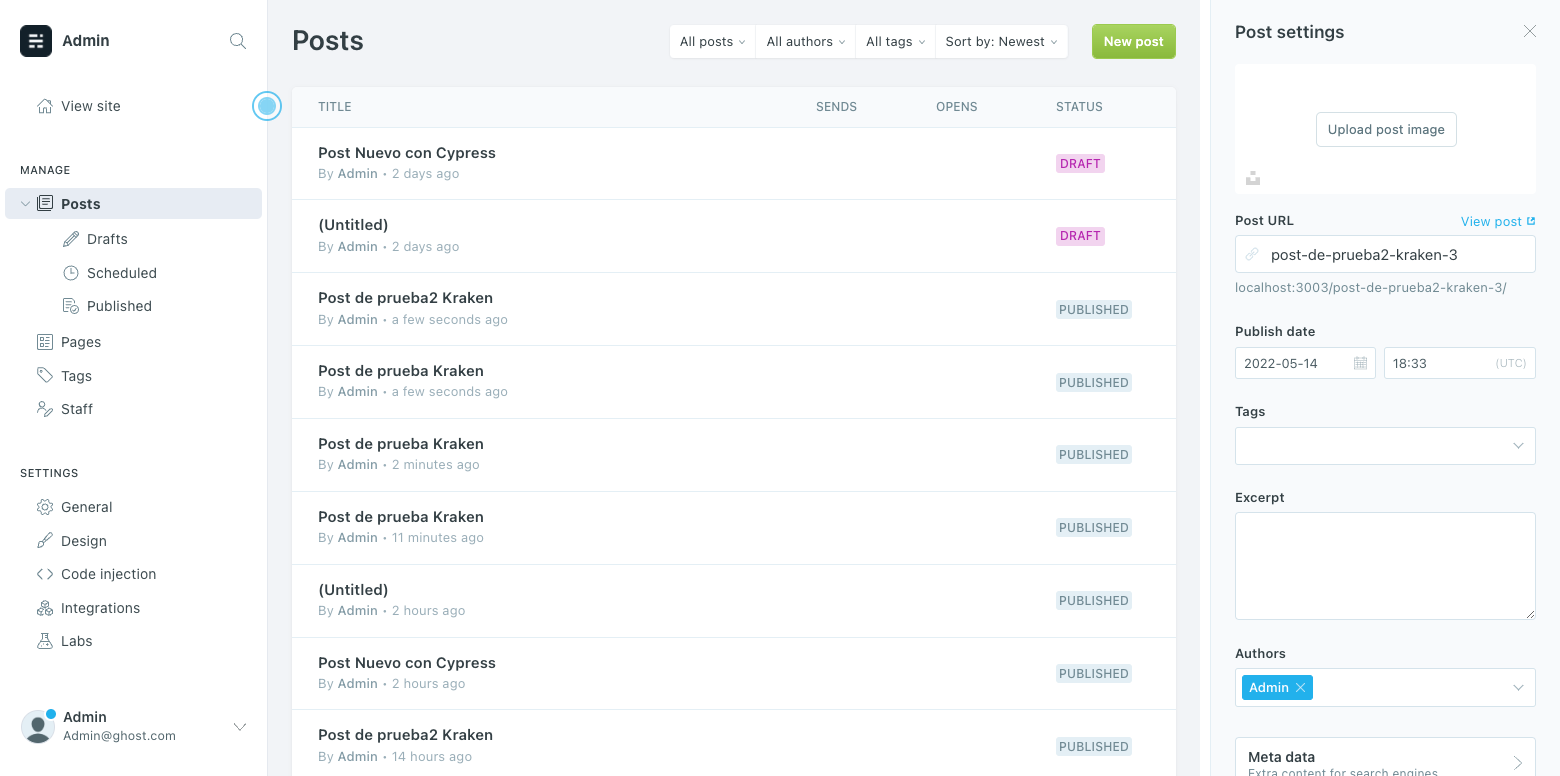 Admin
View site
MANAGE
Posts
Drafts
Scheduled
Published
Pages
Tags
Staff
SETTINGS
General
Design
Code injection
Integrations
Labs
Admin
Admin@ghost.com
Posts
All posts
All authors
All tags
Sort by: Newest
New post
TITLE SENDS OPENS STATUS
Post Nuevo con Cypress
By Admin • 2 days ago
DRAFT
(Untitled)
By Admin • 2 days ago
DRAFT
Post de prueba2 Kraken
By Admin • a few seconds ago
PUBLISHED
Post de prueba Kraken
By Admin • a few seconds ago
PUBLISHED
Post de prueba Kraken
By Admin • 2 minutes ago
PUBLISHED
Post de prueba Kraken
By Admin • 11 minutes ago
PUBLISHED
(Untitled)
By Admin • 2 hours ago
PUBLISHED
Post Nuevo con Cypress
By Admin • 2 hours ago
PUBLISHED
Post de prueba2 Kraken
By Admin • 14 hours ago
PUBLISHED
Post settings
Upload post image
Post URL View post
post-de-prueba2-kraken-3
localhost:3003/post-de-prueba2-kraken-3/
Publish date
2022-05-14 18:33 (UTC)
Tags
Excerpt
Authors
Admin
Meta data
Extra content for search engines